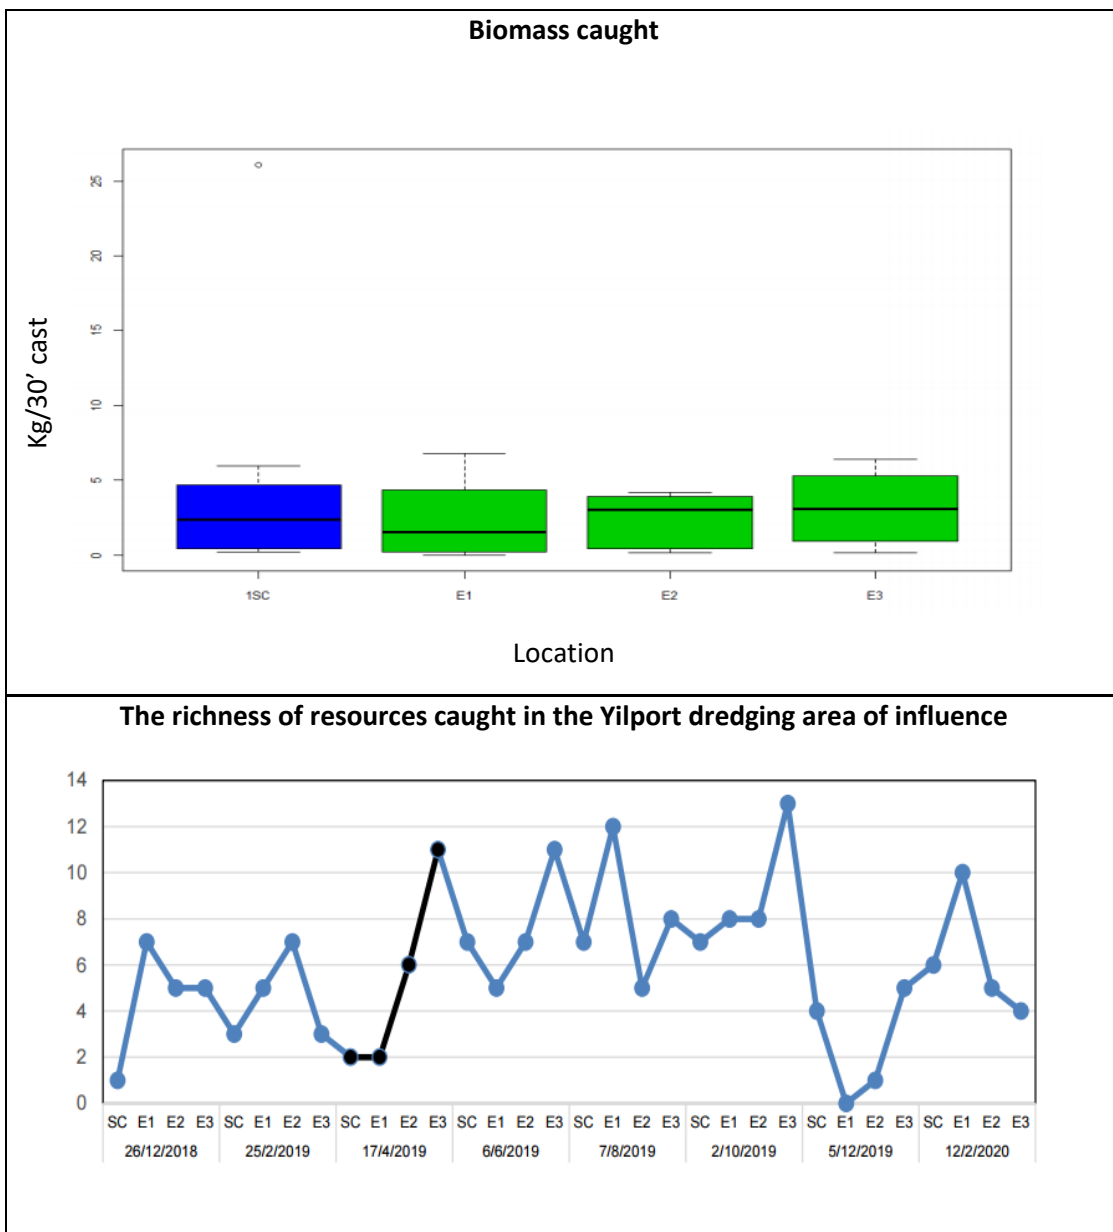 Biomass caught
25
20
15
10
5
0
Kg/30’ cast
1SC E1 E2 E3
Location
The richness of resources caught in the Yilport dredging area of influence
14
12
10
8
6
4
2
0
SC E1 E2 E3 SC E1 E2 E3 SC E1 E2 E3 SC E1 E2 E3 SC E1 E2 E3 SC E1 E2 E3 SC E1 E2 E3 SC E1 E2 E3
26/12/2018 25/2/2019 17/4/2019 6/6/2019 7/8/2019 2/10/2019 5/12/2019 12/2/2020